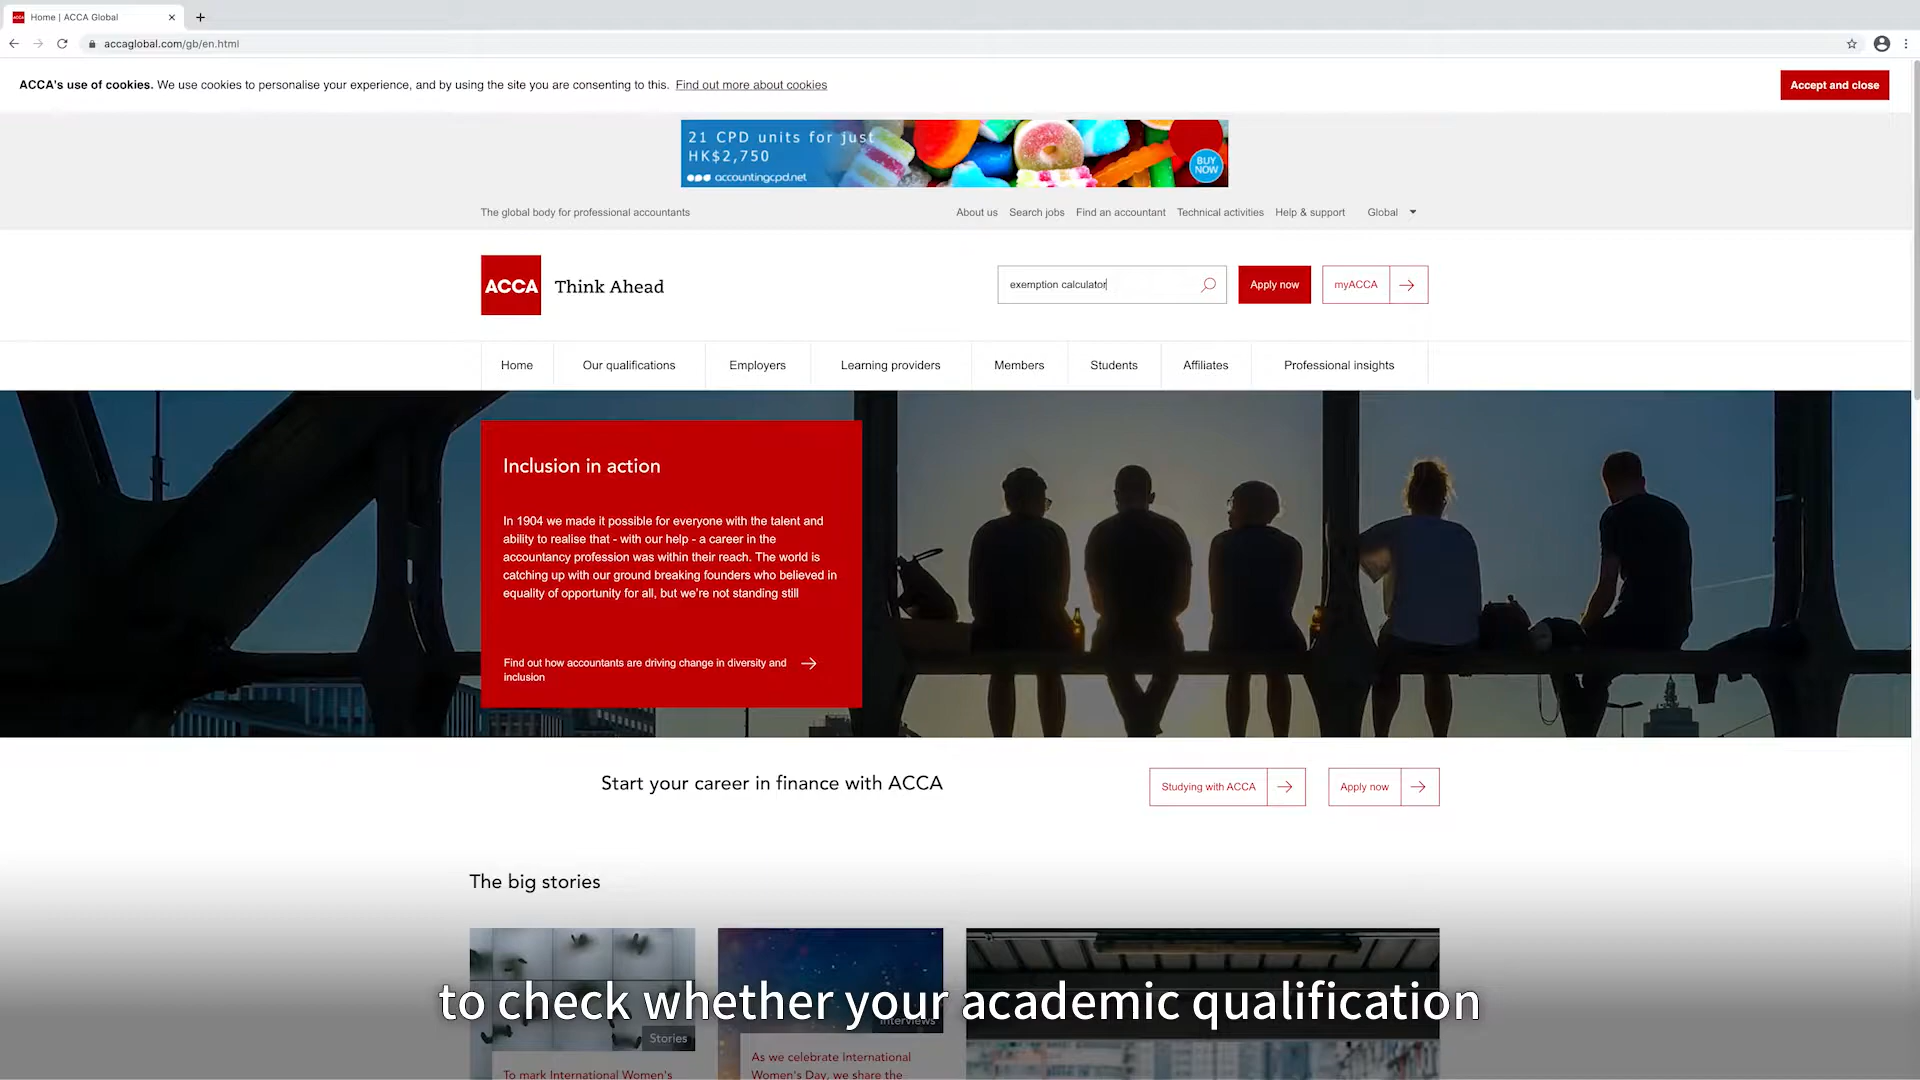 ACCA
Home | ACCA Global
accaglobal.com/gb/en.html
ACCA's use of cookies. We use cookies to personalise your experience, and by using the site you are consenting to this. Find out more about cookies
Accept and close
21 CPD units for just
HK$2,750
accountingcpd.net
BUY
NOW
The global body for professional accountants
About us
Search jobs
Find an accountant
Technical activities
Help & support
Global
ACCA
Think Ahead
exemption calculator
Apply now
myACCA
Home
Our qualifications
Employers
Learning providers
Members
Students
Affiliates
Professional insights
Inclusion in action
In 1904 we made it possible for everyone with the talent and
ability to realise that - with our help - a career in the
accountancy profession was within their reach. The world is
catching up with our ground breaking founders who believed in
equality of opportunity for all, but we're not standing still
Find out how accountants are driving change in diversity and
inclusion
Start your career in finance with ACCA
Studying with ACCA
Apply now
The big stories
to check whether your academic qualification
Stories
Interviews
To mark International Women's
As we celebrate International
Women's Day, we share the